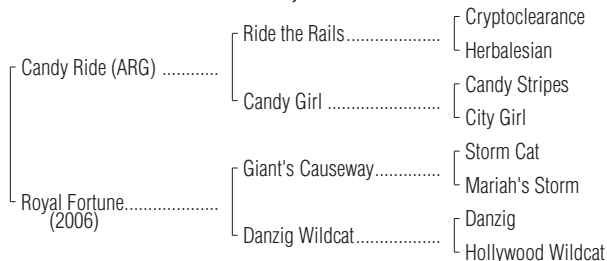 Cryptoclearance
Ride the Rails
Herbalesian
Candy Ride (ARG)
Candy Stripes
Candy Girl
City Girl
Storm Cat
Giant's Causeway
Mariah's Storm
Royal Fortune
(2006)
Danzig
Danzig Wildcat
Hollywood Wildcat